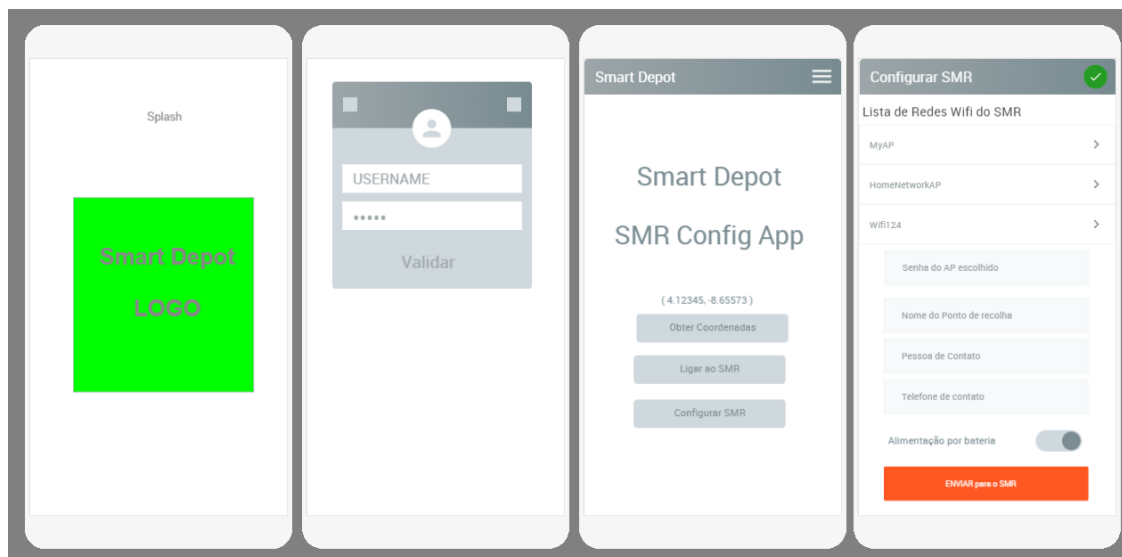 Splash
Smart Depot
LOGO
USERNAME
•••••
Validar
Smart Depot
Smart Depot
SMR Config App
( 4.12345, -8.65573 )
Obter Coordenadas
Ligar ao SMR
Configurar SMR
Configurar SMR
Lista de Redes Wifi do SMR
MyAP
HomeNetworkAP
Wifi124
Senha do AP escolhido
Nome do Ponto de recolha
Pessoa de Contato
Telefone de contato
Alimentação por bateria
ENVIAR para o SMR